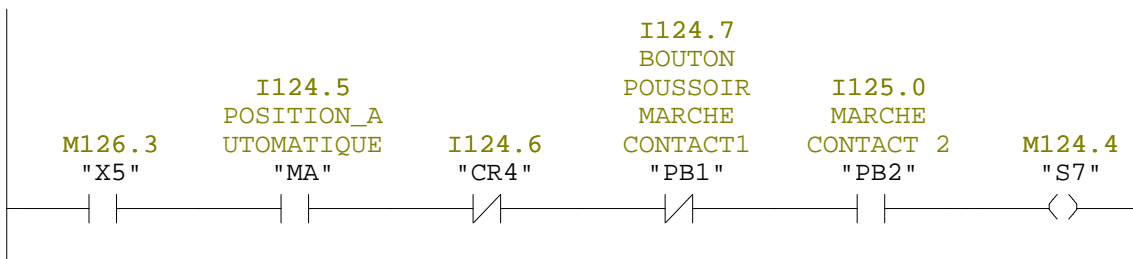 I124.7
BOUTON
I124.5 POUSSOIR I125.0
POSITION_A MARCHE MARCHE
M126.3 UTOMATIQUE I124.6 CONTACT1 CONTACT 2 M124.4
"X5" "MA" "CR4" "PB1" "PB2" "S7"